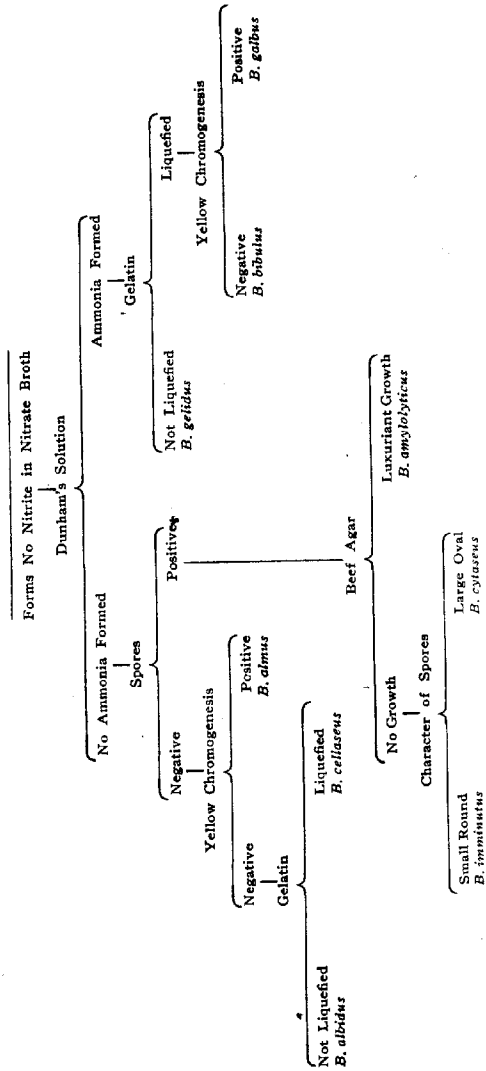 Forms No Nitrite in Nitrate Broth
Dunham's Solution
No Ammonia Formed
Ammonia Formed
Spores
Gelatin
Negative
Positive
Not Liquefied
B. gelidus
Liquefied
Yellow Chromogenesis
Yellow Chromogenesis
Negative
Positive
B. almus
Negative
B. bibulus
Positive
B. galbus
Gelatin
Not Liquefied
B. albidus
Liquefied
B. cellaseus
Beef Agar
No Growth
Luxuriant Growth
B. amylolyticus
Character of Spores
Small Round
B. imminutus
Large Oval
B. cytaseus